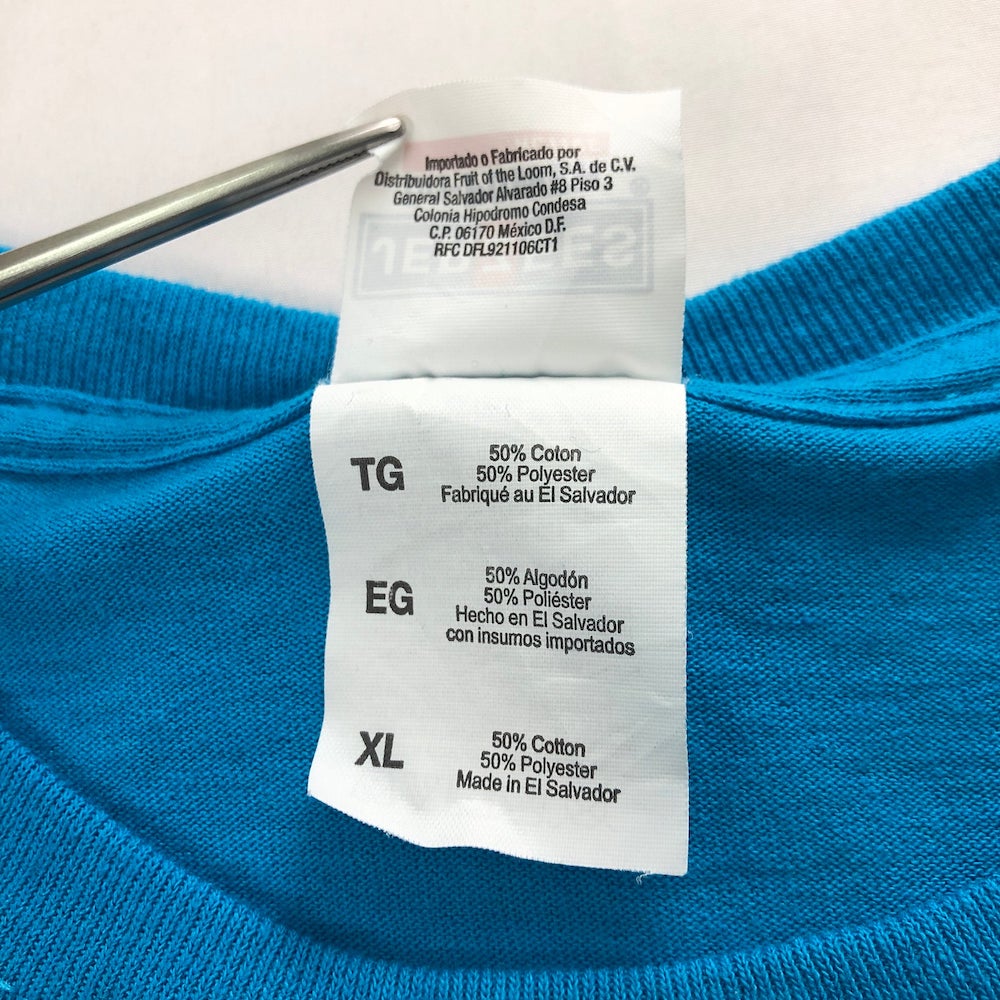 Importado o Fabricado por
Distribuidora Fruit of the Loom, S.A. de C.V.
General Salvador Alvarado #8 Piso 3
Colonia Hipodromo Condesa
C.P. 06170 México D.F.
RFC DFL921106CT1
TG
50% Coton
50% Polyester
Fabriqué au El Salvador
EG
50% Algodón
50% Poliéster
Hecho en El Salvador
con insumos importados
XL
50% Cotton
50% Polyester
Made in El Salvador